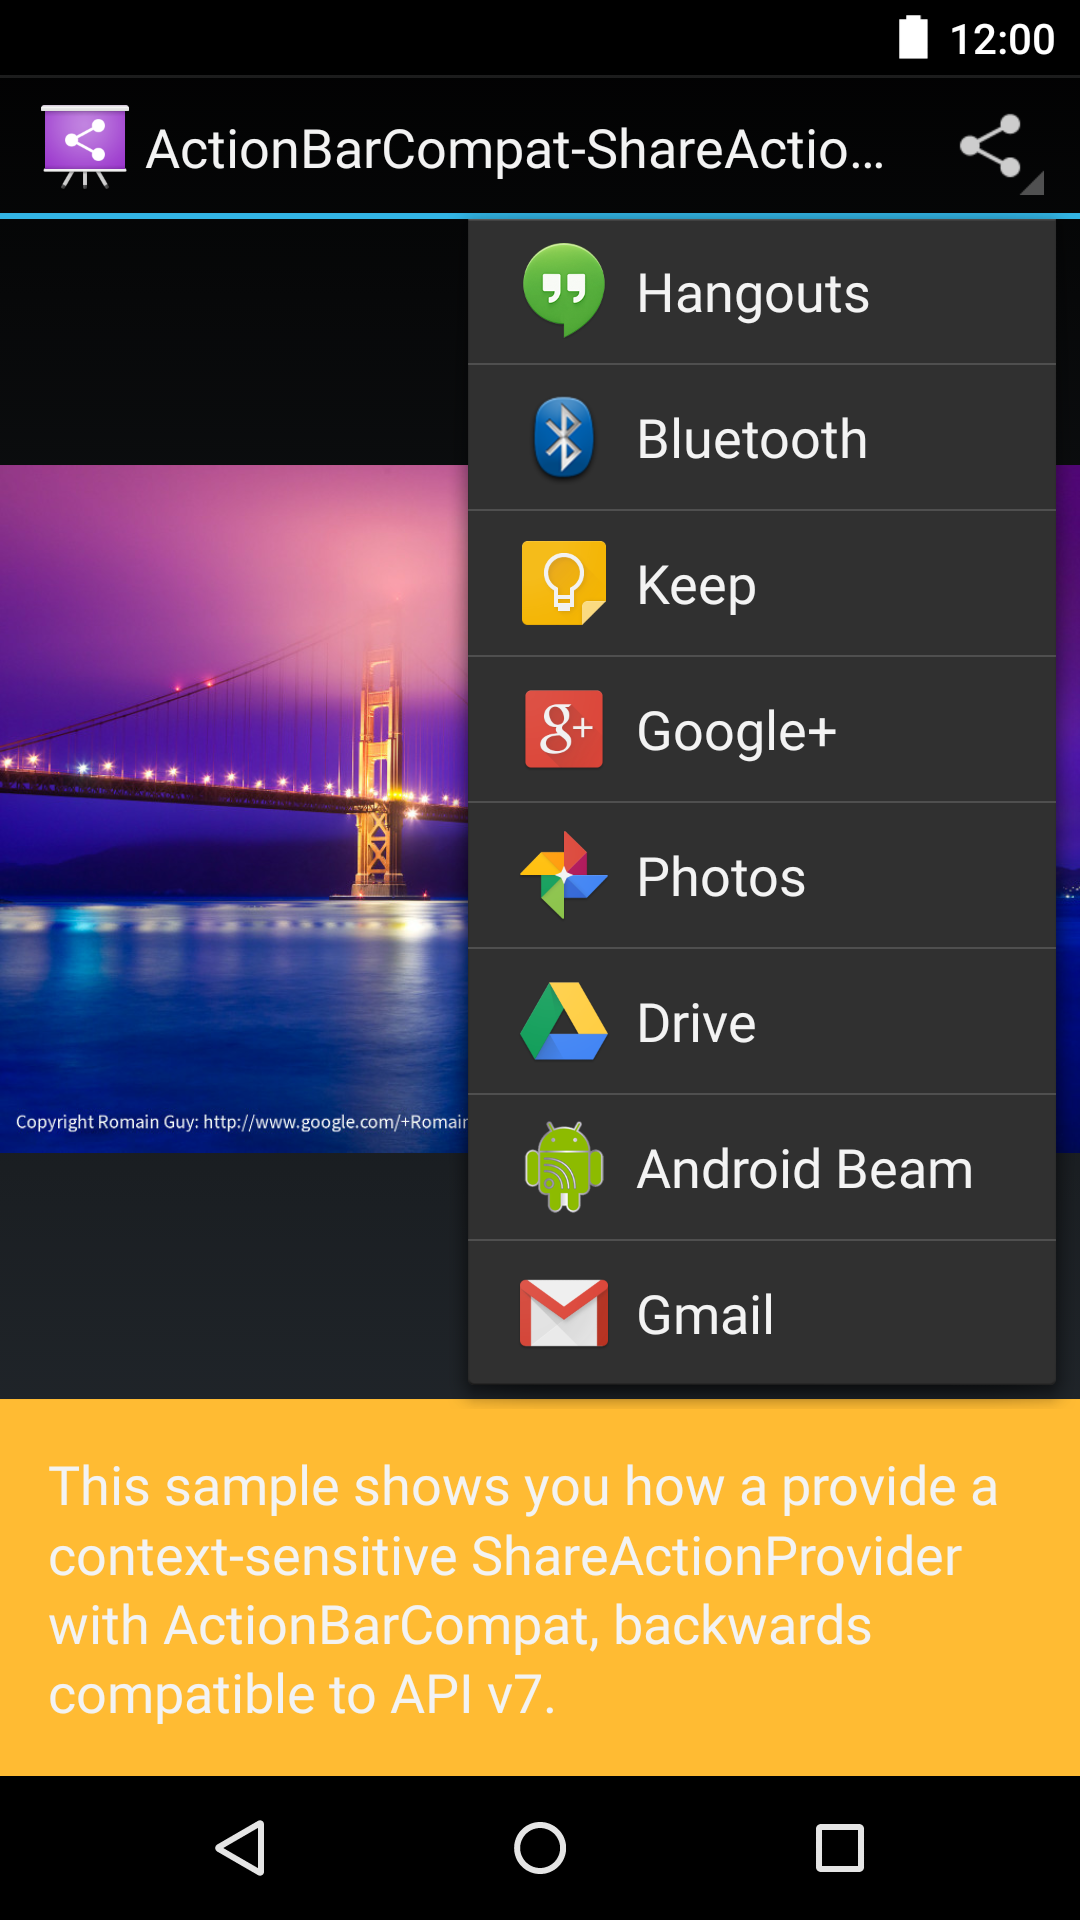 12:00
ActionBarCompat-ShareActio...
Hangouts
Bluetooth
Keep
g+
Google+
Photos
Drive
Android Beam
Gmail
Copyright Romain Guy: http://www.google.com/+Romain
This sample shows you how a provide a
context-sensitive ShareActionProvider
with ActionBarCompat, backwards
compatible to API v7.